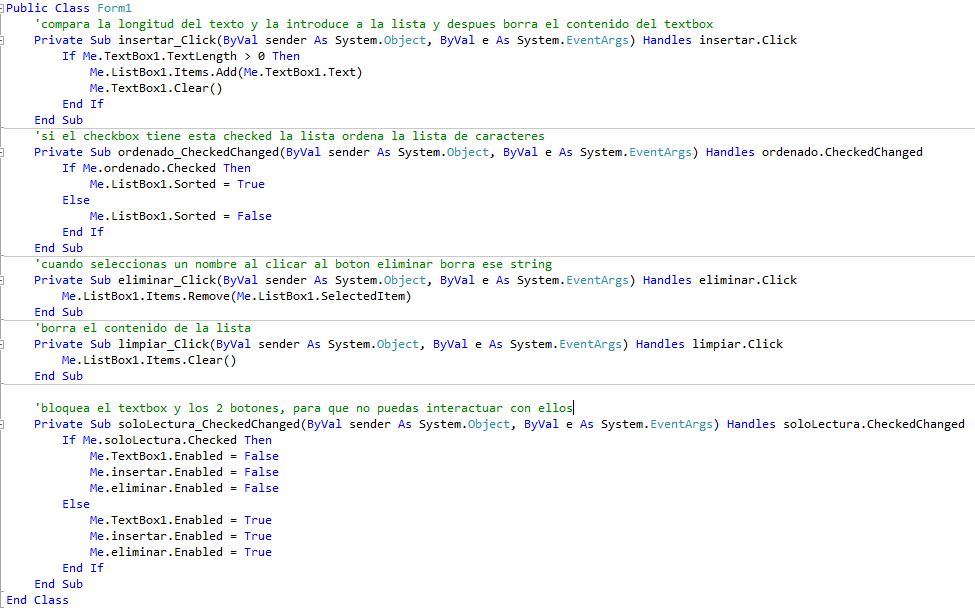 Public Class Form1
    'compara la longitud del texto y la introduce a la lista y despues borra el contenido del textbox
    Private Sub insertar_Click(ByVal sender As System.Object, ByVal e As System.EventArgs) Handles insertar.Click
        If Me.TextBox1.TextLength > 0 Then
            Me.ListBox1.Items.Add(Me.TextBox1.Text)
            Me.TextBox1.Clear()
        End If
    End Sub
    'si el checkbox tiene esta checked la lista ordena la lista de caracteres
    Private Sub ordenado_CheckedChanged(ByVal sender As System.Object, ByVal e As System.EventArgs) Handles ordenado.CheckedChanged
        If Me.ordenado.Checked Then
            Me.ListBox1.Sorted = True
        Else
            Me.ListBox1.Sorted = False
        End If
    End Sub
    'cuando seleccionas un nombre al clicar al boton eliminar borra ese string
    Private Sub eliminar_Click(ByVal sender As System.Object, ByVal e As System.EventArgs) Handles eliminar.Click
        Me.ListBox1.Items.Remove(Me.ListBox1.SelectedItem)
    End Sub
    'borra el contenido de la lista
    Private Sub limpiar_Click(ByVal sender As System.Object, ByVal e As System.EventArgs) Handles limpiar.Click
        Me.ListBox1.Items.Clear()
    End Sub
    'bloquea el textbox y los 2 botones, para que no puedas interactuar con ellos
    Private Sub soloLectura_CheckedChanged(ByVal sender As System.Object, ByVal e As System.EventArgs) Handles soloLectura.CheckedChanged
        If Me.soloLectura.Checked Then
            Me.TextBox1.Enabled = False
            Me.insertar.Enabled = False
            Me.eliminar.Enabled = False
        Else
            Me.TextBox1.Enabled = True
            Me.insertar.Enabled = True
            Me.eliminar.Enabled = True
        End If
    End Sub
End Class